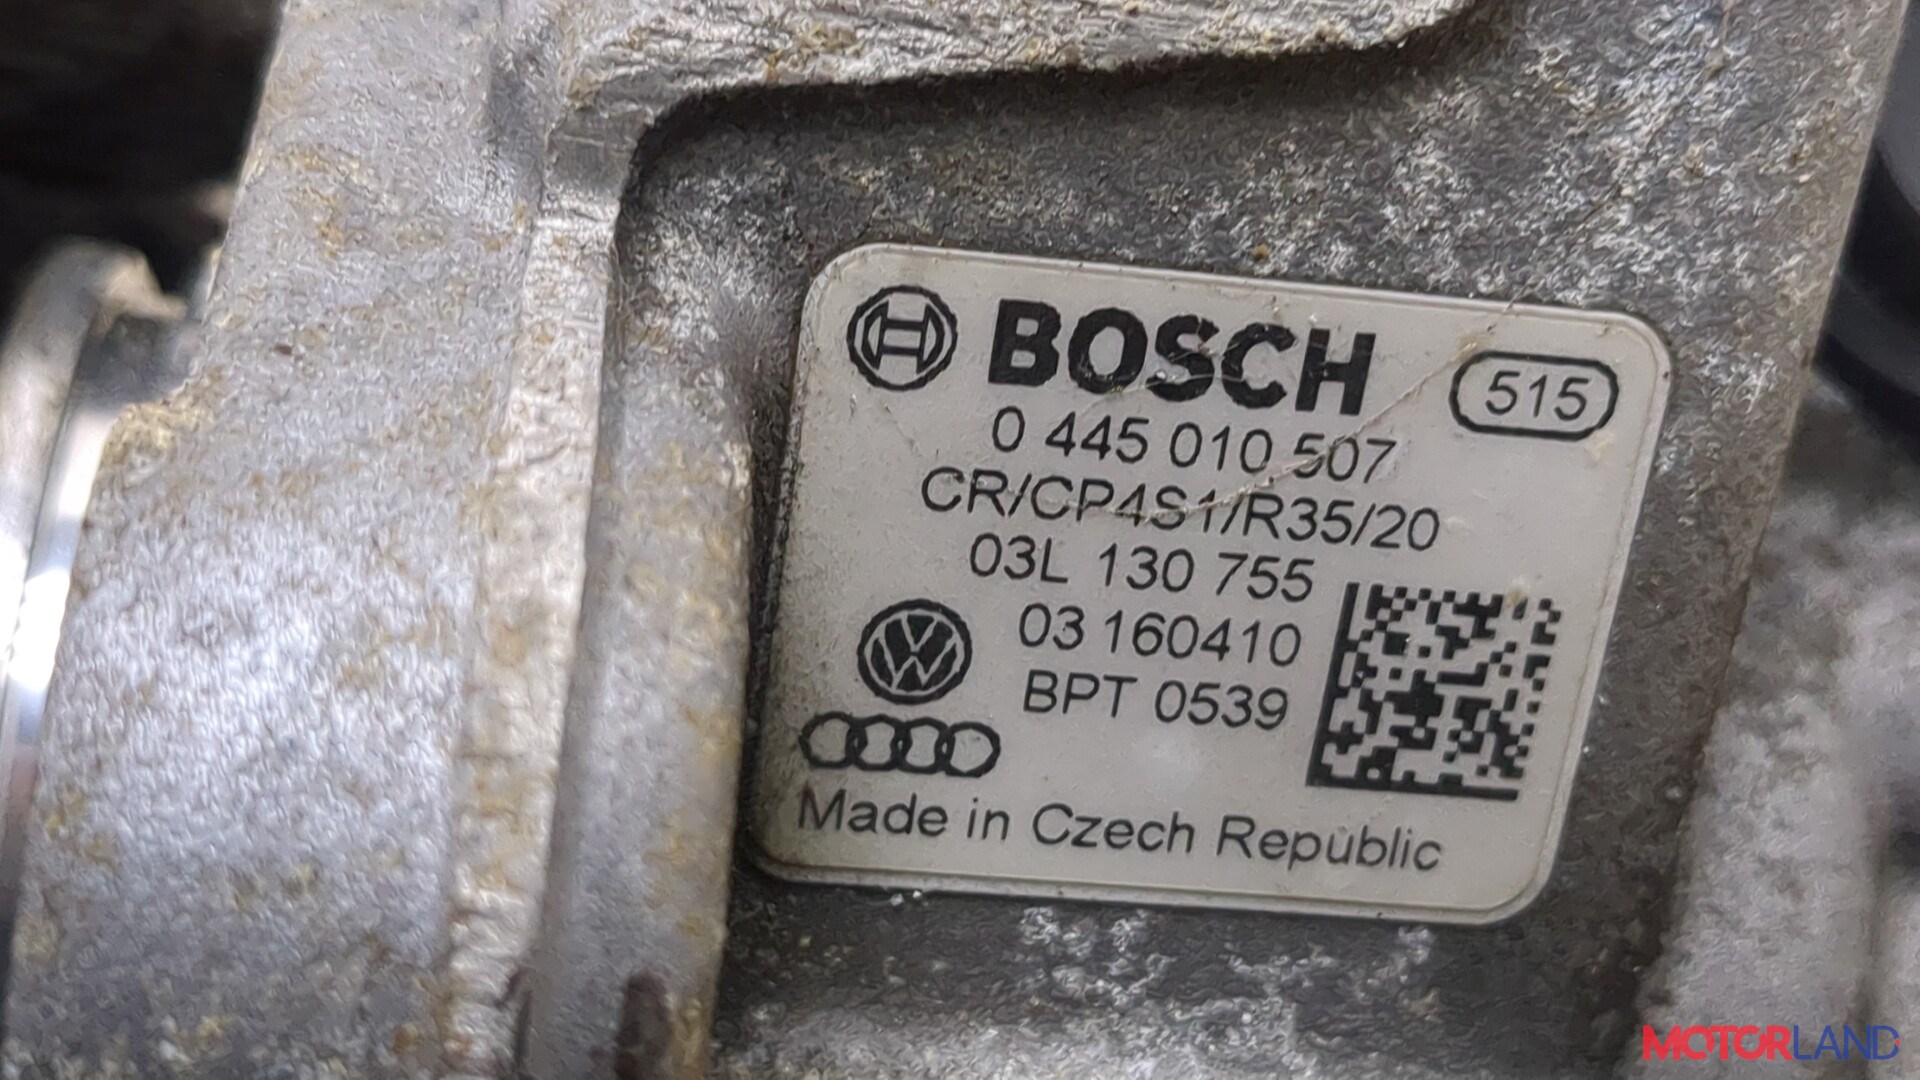 BOSCH
515
0 445 010 507
CR/CP4S1/R35/20
03L 130 755
03 160410
BPT 0539
Made in Czech Republic
MOTORLAND